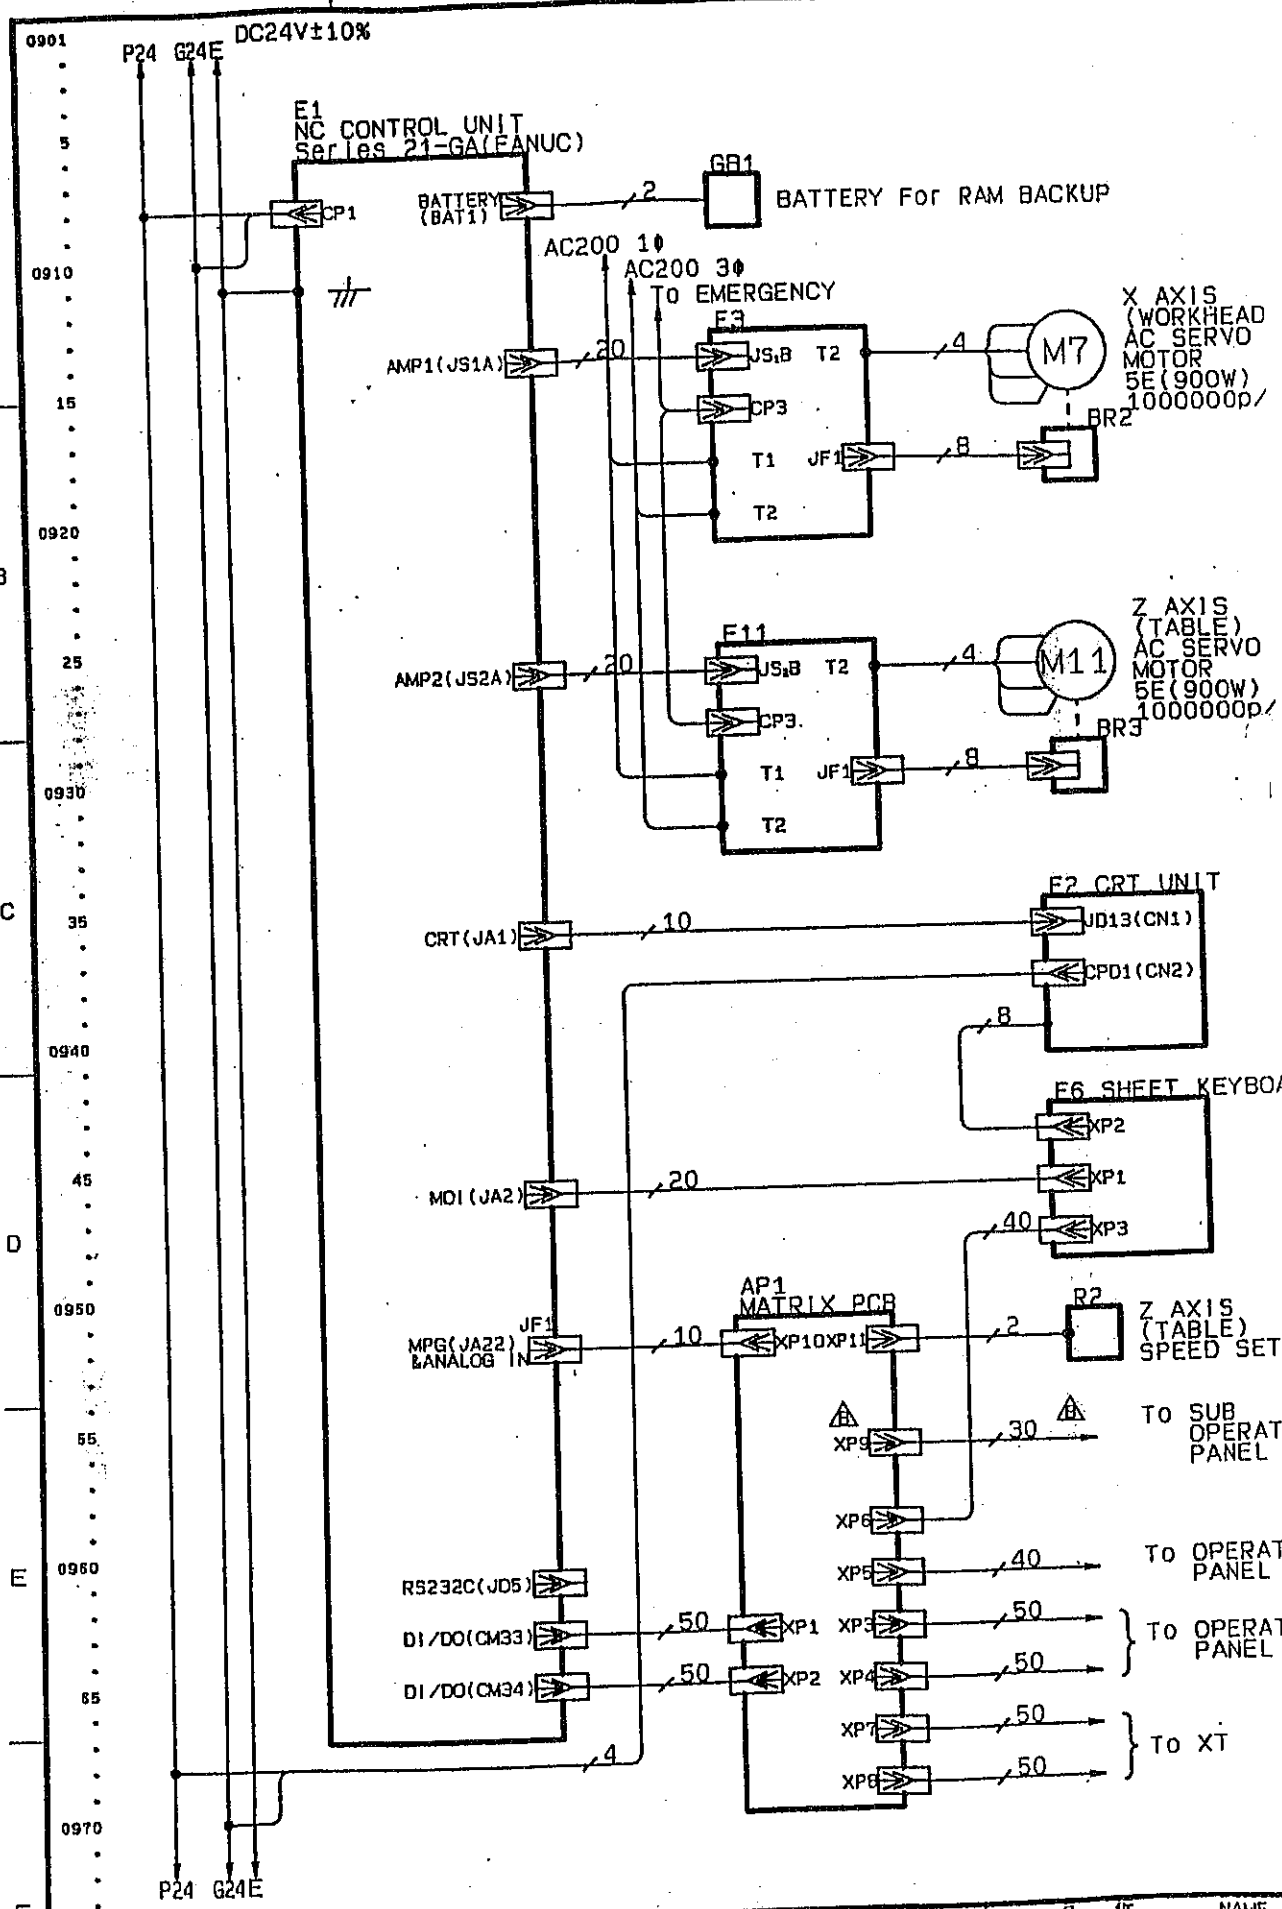 0901
P24 G24E
DC24V±10%
E1
NC CONTROL UNIT
Series 21-GA(FANUC)
5
CP1
BATTERY
(BAT1)
2
GB1
BATTERY For RAM BACKUP
0910
AC200 1φ
AC200 3φ
To EMERGENCY
E3
AMP1(JS1A)
20
JS1B
T2
4
M7
X AXIS
(WORKHEAD
AC SERVO
MOTOR
5E(900W)
1000000p/
15
CP3
T1
JF1
8
BR2
T2
0920
B
E11
25
AMP2(JS2A)
20
JS1B
T2
4
M11
Z AXIS
(TABLE)
AC SERVO
MOTOR
5E(900W)
1000000p/
CP3
T1
JF1
8
BR3
T2
0930
C
35
CRT(JA1)
10
E2 CRT UNIT
JD13(CN1)
CPD1(CN2)
8
0940
E6 SHEET KEYBOA
XP2
45
MDI(JA2)
20
XP1
D
40
XP3
0950
AP1
MATRIX PCB
JF1
MPG(JA22)
&ANALOG IN
10
XP10
XP11
2
R2
Z AXIS
(TABLE)
SPEED SET
55
XP9
30
To SUB
OPERAT
PANEL
XP6
0960
E
RS232C(JD5)
XP5
40
To OPERAT
PANEL
DI/DO(CM33)
50
XP1
XP3
50
To OPERAT
PANEL
DI/DO(CM34)
50
XP2
XP4
50
65
XP7
50
To XT
XP8
50
4
0970
P24 G24E
NAME